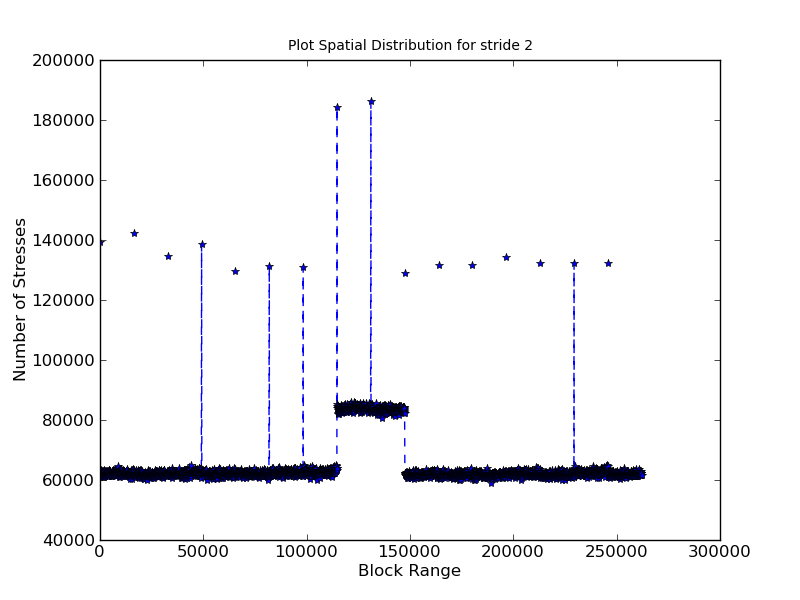 Plot Spatial Distribution for stride 2
200000
180000
160000
140000
120000
100000
80000
60000
40000
Number of Stresses
0 50000 100000 150000 200000 250000 300000
Block Range